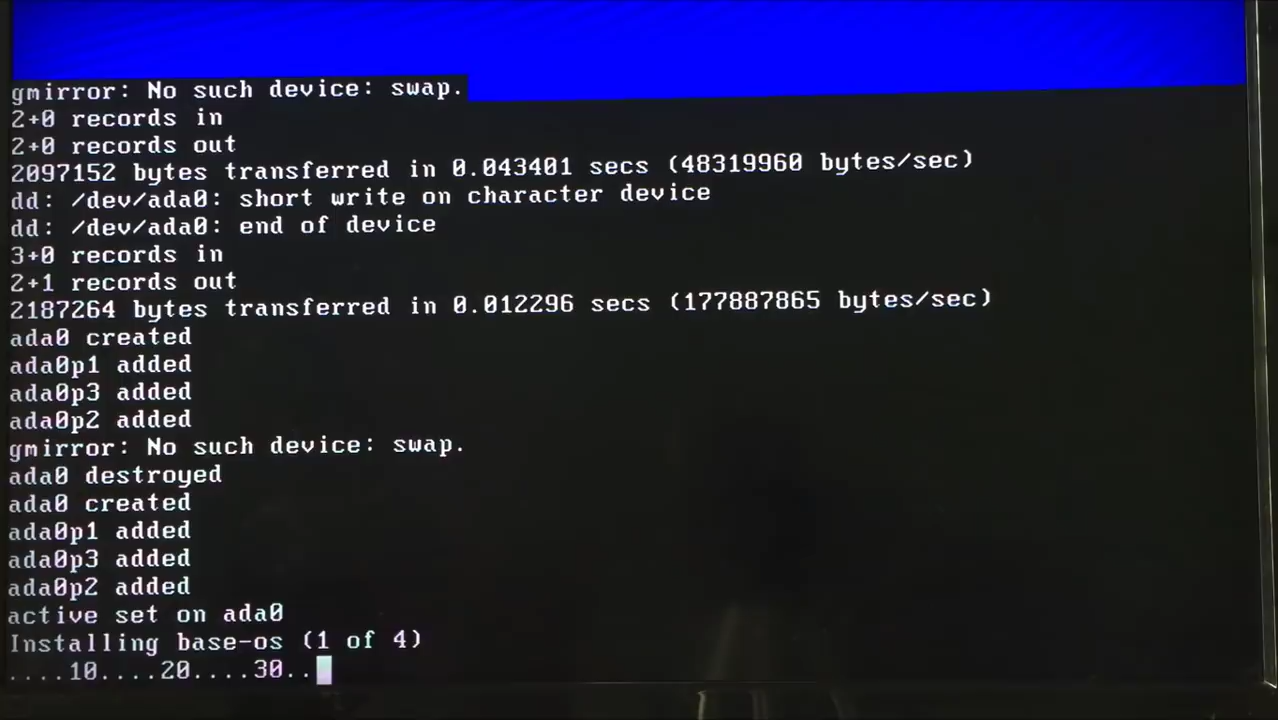 gmirror: No such device: swap.
2+0 records in
2+0 records out
2097152 bytes transferred in 0.043401 secs (48319960 bytes/sec)
dd: /dev/ada0: short write on character device
dd: /dev/ada0: end of device
3+0 records in
2+1 records out
2187264 bytes transferred in 0.012296 secs (177887865 bytes/sec)
ada0 created
ada0p1 added
ada0p3 added
ada0p2 added
gmirror: No such device: swap.
ada0 destroyed
ada0 created
ada0p1 added
ada0p3 added
ada0p2 added
active set on ada0
Installing base-os (1 of 4)
....10....20....30..